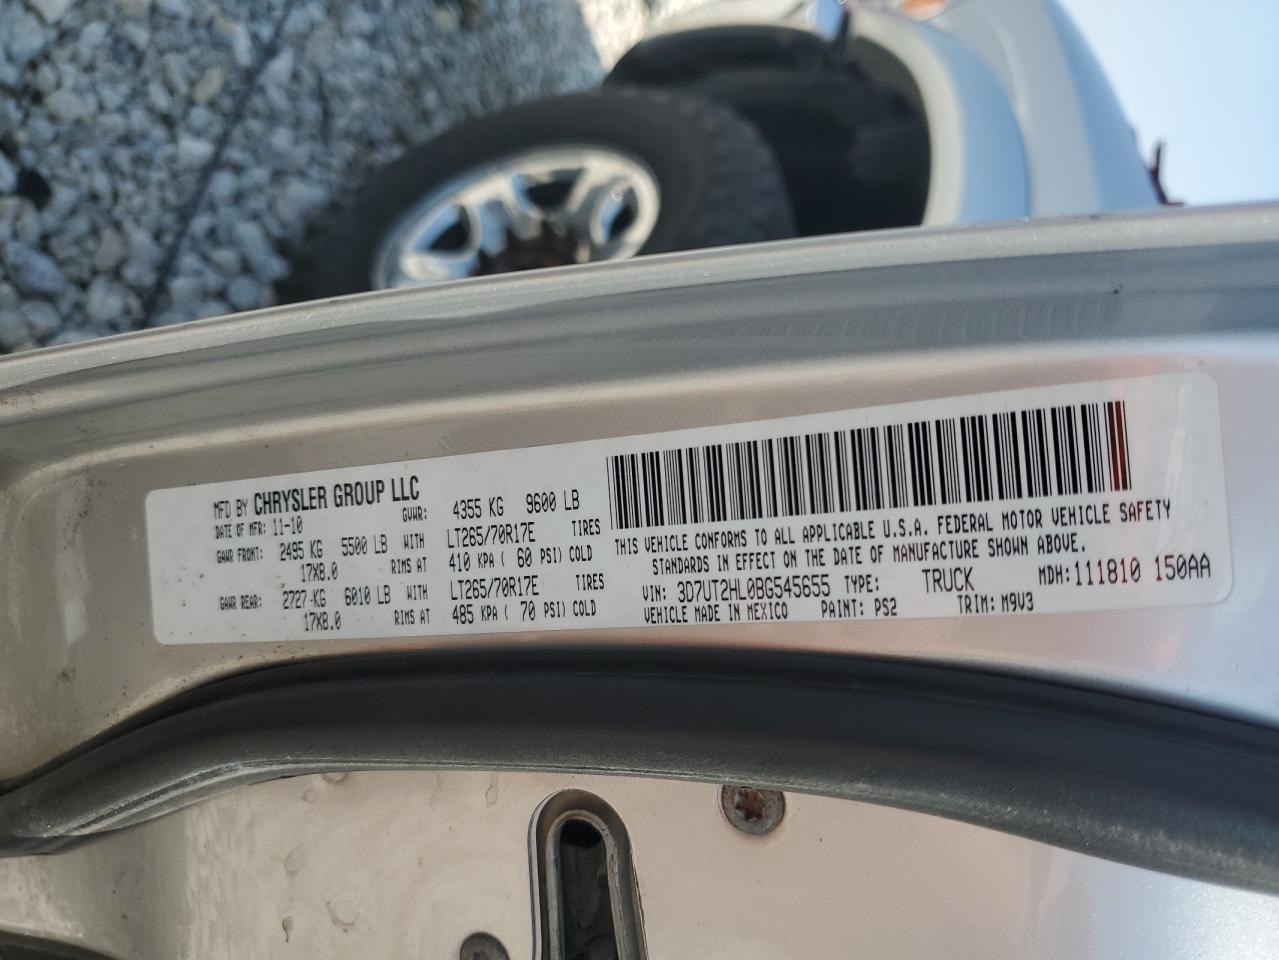 MFD BY CHRYSLER GROUP LLC
DATE OF MFR: 11-10 GVWR: 4355 KG 9600 LB
GAWR FRONT: 2495 KG 5500 LB WITH LT265/70R17E TIRES
17X8.0 RIMS AT 410 KPA ( 60 PSI) COLD
GAWR REAR: 2727-KG 6010 LB WITH LT265/70R17E TIRES
17X8.0 RIMS AT 485 KPA ( 70 PSI) COLD
THIS VEHICLE CONFORMS TO ALL APPLICABLE U.S.A. FEDERAL MOTOR VEHICLE SAFETY
STANDARDS IN EFFECT ON THE DATE OF MANUFACTURE SHOWN ABOVE.
VIN: 3D7UT2HL0BG545655 TYPE: TRUCK MDH: 111810 150AA
VEHICLE MADE IN MEXICO PAINT: PS2 TRIM: M9V3